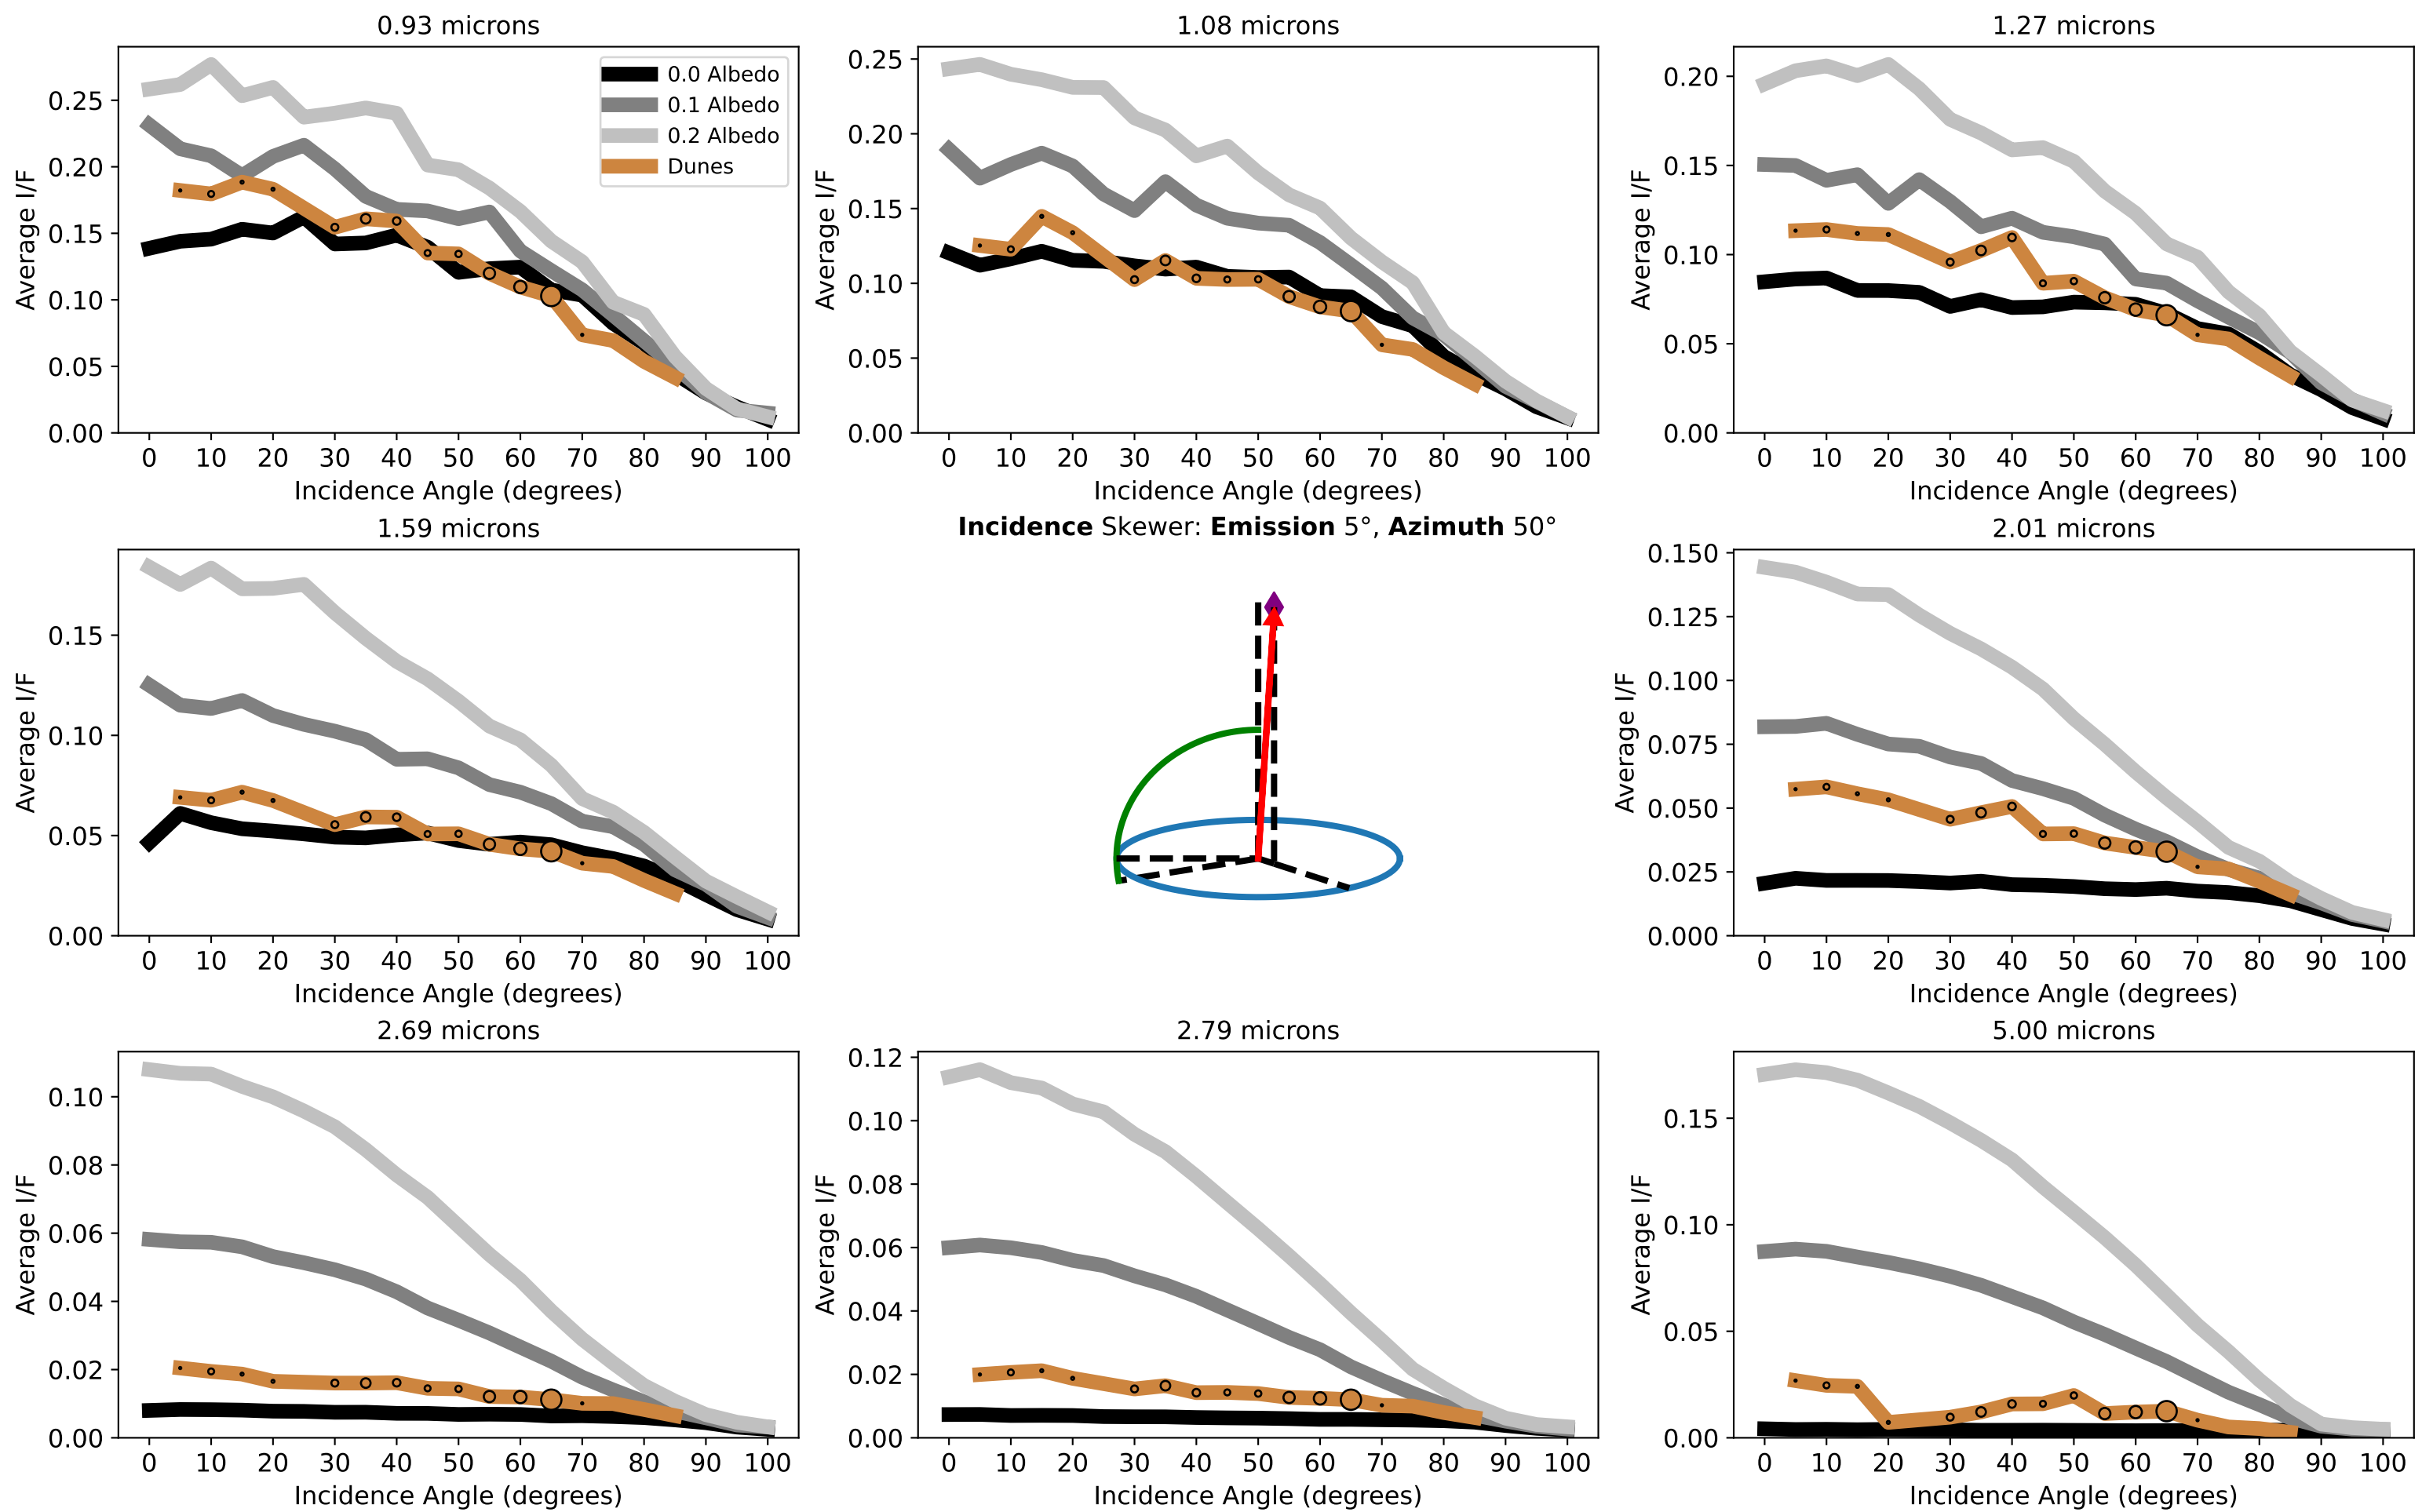 0.93 microns
Average I/F
0.25
0.20
0.15
0.10
0.05
0.00
0.0 Albedo
0.1 Albedo
0.2 Albedo
Dunes
0 10 20 30 40 50 60 70 80 90 100
Incidence Angle (degrees)
1.08 microns
Average I/F
0.25
0.20
0.15
0.10
0.05
0.00
0 10 20 30 40 50 60 70 80 90 100
Incidence Angle (degrees)
1.27 microns
Average I/F
0.20
0.15
0.10
0.05
0.00
0 10 20 30 40 50 60 70 80 90 100
Incidence Angle (degrees)
1.59 microns
Average I/F
0.15
0.10
0.05
0.00
0 10 20 30 40 50 60 70 80 90 100
Incidence Angle (degrees)
Incidence Skewer: Emission 5°, Azimuth 50°
2.01 microns
Average I/F
0.150
0.125
0.100
0.075
0.050
0.025
0.000
0 10 20 30 40 50 60 70 80 90 100
Incidence Angle (degrees)
2.69 microns
Average I/F
0.10
0.08
0.06
0.04
0.02
0.00
0 10 20 30 40 50 60 70 80 90 100
Incidence Angle (degrees)
2.79 microns
Average I/F
0.12
0.10
0.08
0.06
0.04
0.02
0.00
0 10 20 30 40 50 60 70 80 90 100
Incidence Angle (degrees)
5.00 microns
Average I/F
0.15
0.10
0.05
0.00
0 10 20 30 40 50 60 70 80 90 100
Incidence Angle (degrees)